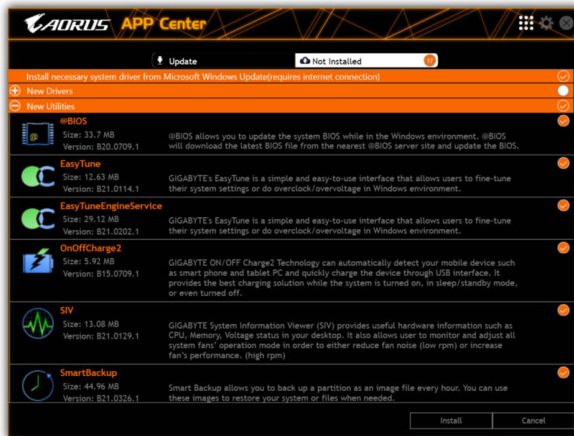 AORUS APP Center
Update
Not Installed
17
Install necessary system driver from Microsoft Windows Update(requires internet connection)
New Drivers
New Utilities
@BIOS
Size: 33.7 MB
Version: B20.0709.1
@BIOS allows you to update the system BIOS while in the Windows environment. @BIOS
will download the latest BIOS file from the nearest @BIOS server site and update the BIOS.
EasyTune
Size: 12.63 MB
Version: B21.0114.1
GIGABYTE's EasyTune is a simple and easy-to-use interface that allows users to fine-tune
their system settings or do overclock/overvoltage in Windows environment.
EasyTuneEngineService
Size: 29.12 MB
Version: B21.0202.1
GIGABYTE's EasyTune is a simple and easy-to-use interface that allows users to fine-tune
their system settings or do overclock/overvoltage in Windows environment.
OnOffCharge2
Size: 5.92 MB
Version: B15.0709.1
GIGABYTE ON/OFF Charge2 Technology can automatically detect your mobile device such
as smart phone and tablet PC and quickly charge the device through USB interface. It
provides the best charging solution while the system is turned on, in sleep/standby mode,
or even turned off.
SIV
Size: 13.08 MB
Version: B21.0129.1
GIGABYTE System Information Viewer (SIV) provides useful hardware information such as
CPU, Memory, Voltage status in your desktop. It also allows user to monitor and adjust all
system fans' operation mode in order to either reduce fan noise (low rpm) or increase
fan's performance. (high rpm)
SmartBackup
Size: 44.96 MB
Version: B21.0326.1
Smart Backup allows you to back up a partition as an image file every hour. You can use
these images to restore your system or files when needed.
Install
Cancel